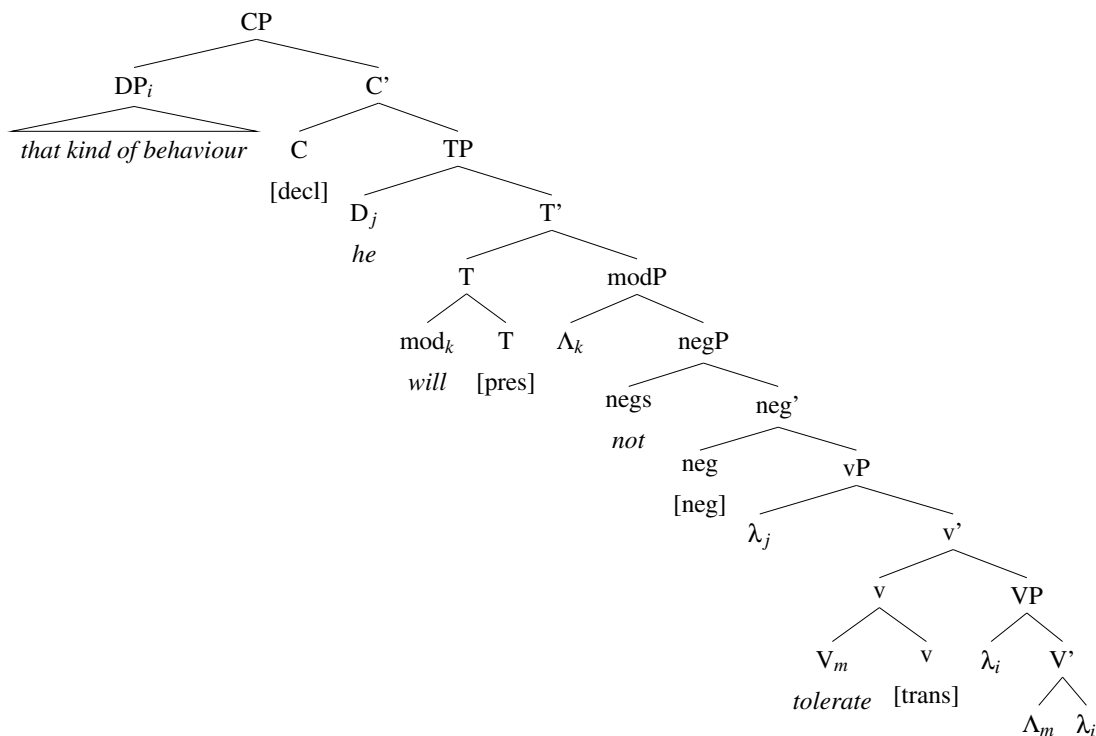 CP
DPᵢ C’
that kind of behaviour C TP
[decl]
Dⱼ T’
he
T modP
modₖ T Λₖ negP
will [pres]
negs neg’
not
neg vP
[neg]
λⱼ v’
v VP
Vₘ v λᵢ V’
tolerate [trans]
Λₘ λᵢ